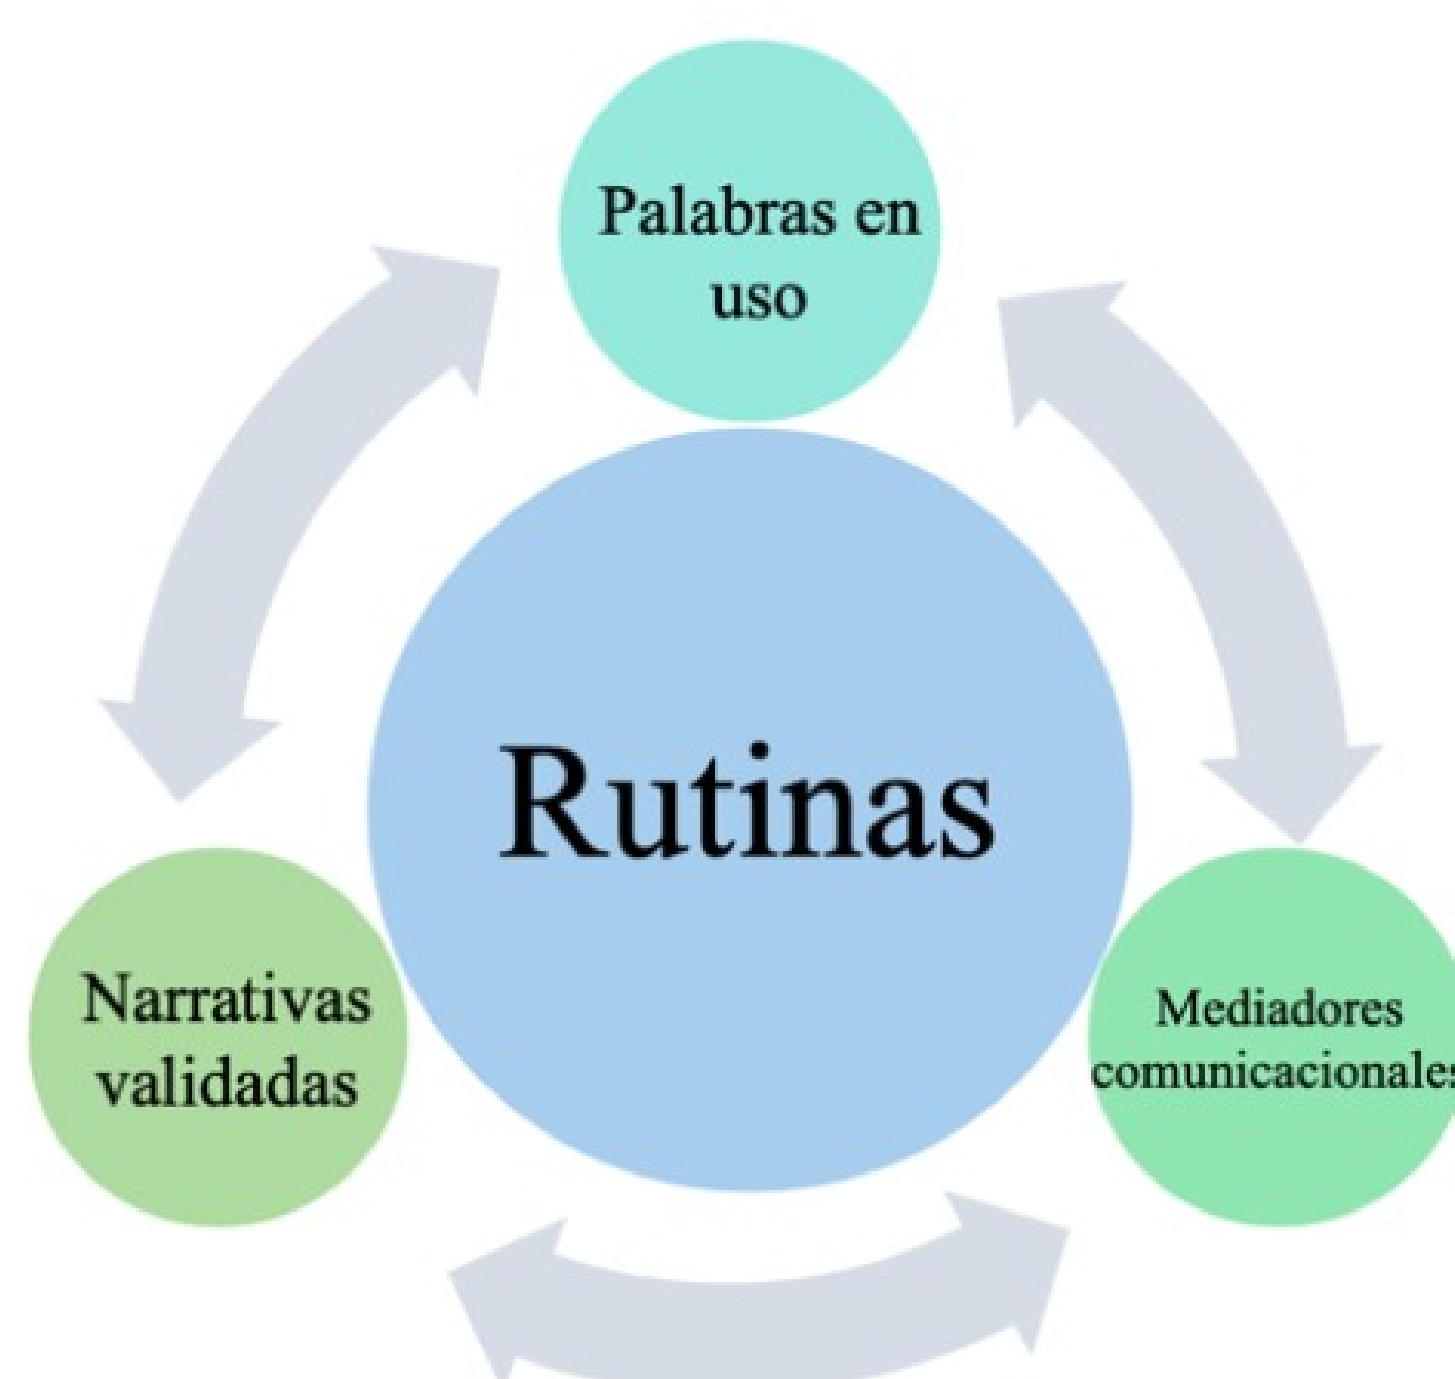 Palabras en
uso
Rutinas
Narrativas
validadas
Mediadores
comunicacionales